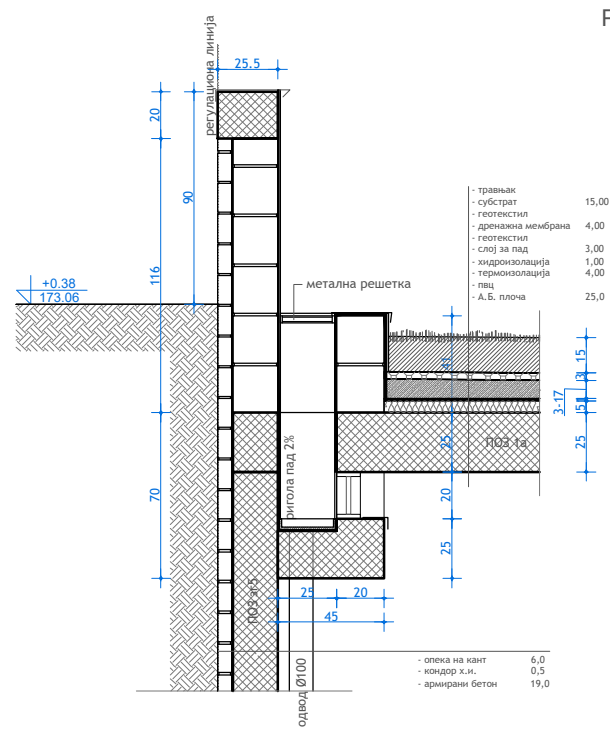 P
регулациона линија
25.5
20
90
116
70
+0.38
173.06
метална решетка
- травњак
- субстрат 15,00
- геотекстил
- дренажна мембрана 4,00
- геотекстил
- слој за пад 3,00
- хидроизолација 1,00
- термоизолација 4,00
- пвц
- А.Б. плоча 25,0
41
15
3
3-17
5
25
25
20
25
ПОЗ 1а
ригола пад 2%
ПОЗ зг5
25
20
45
одвод Ø100
- опека на кант 6,0
- кондор х.и. 0,5
- армирани бетон 19,0